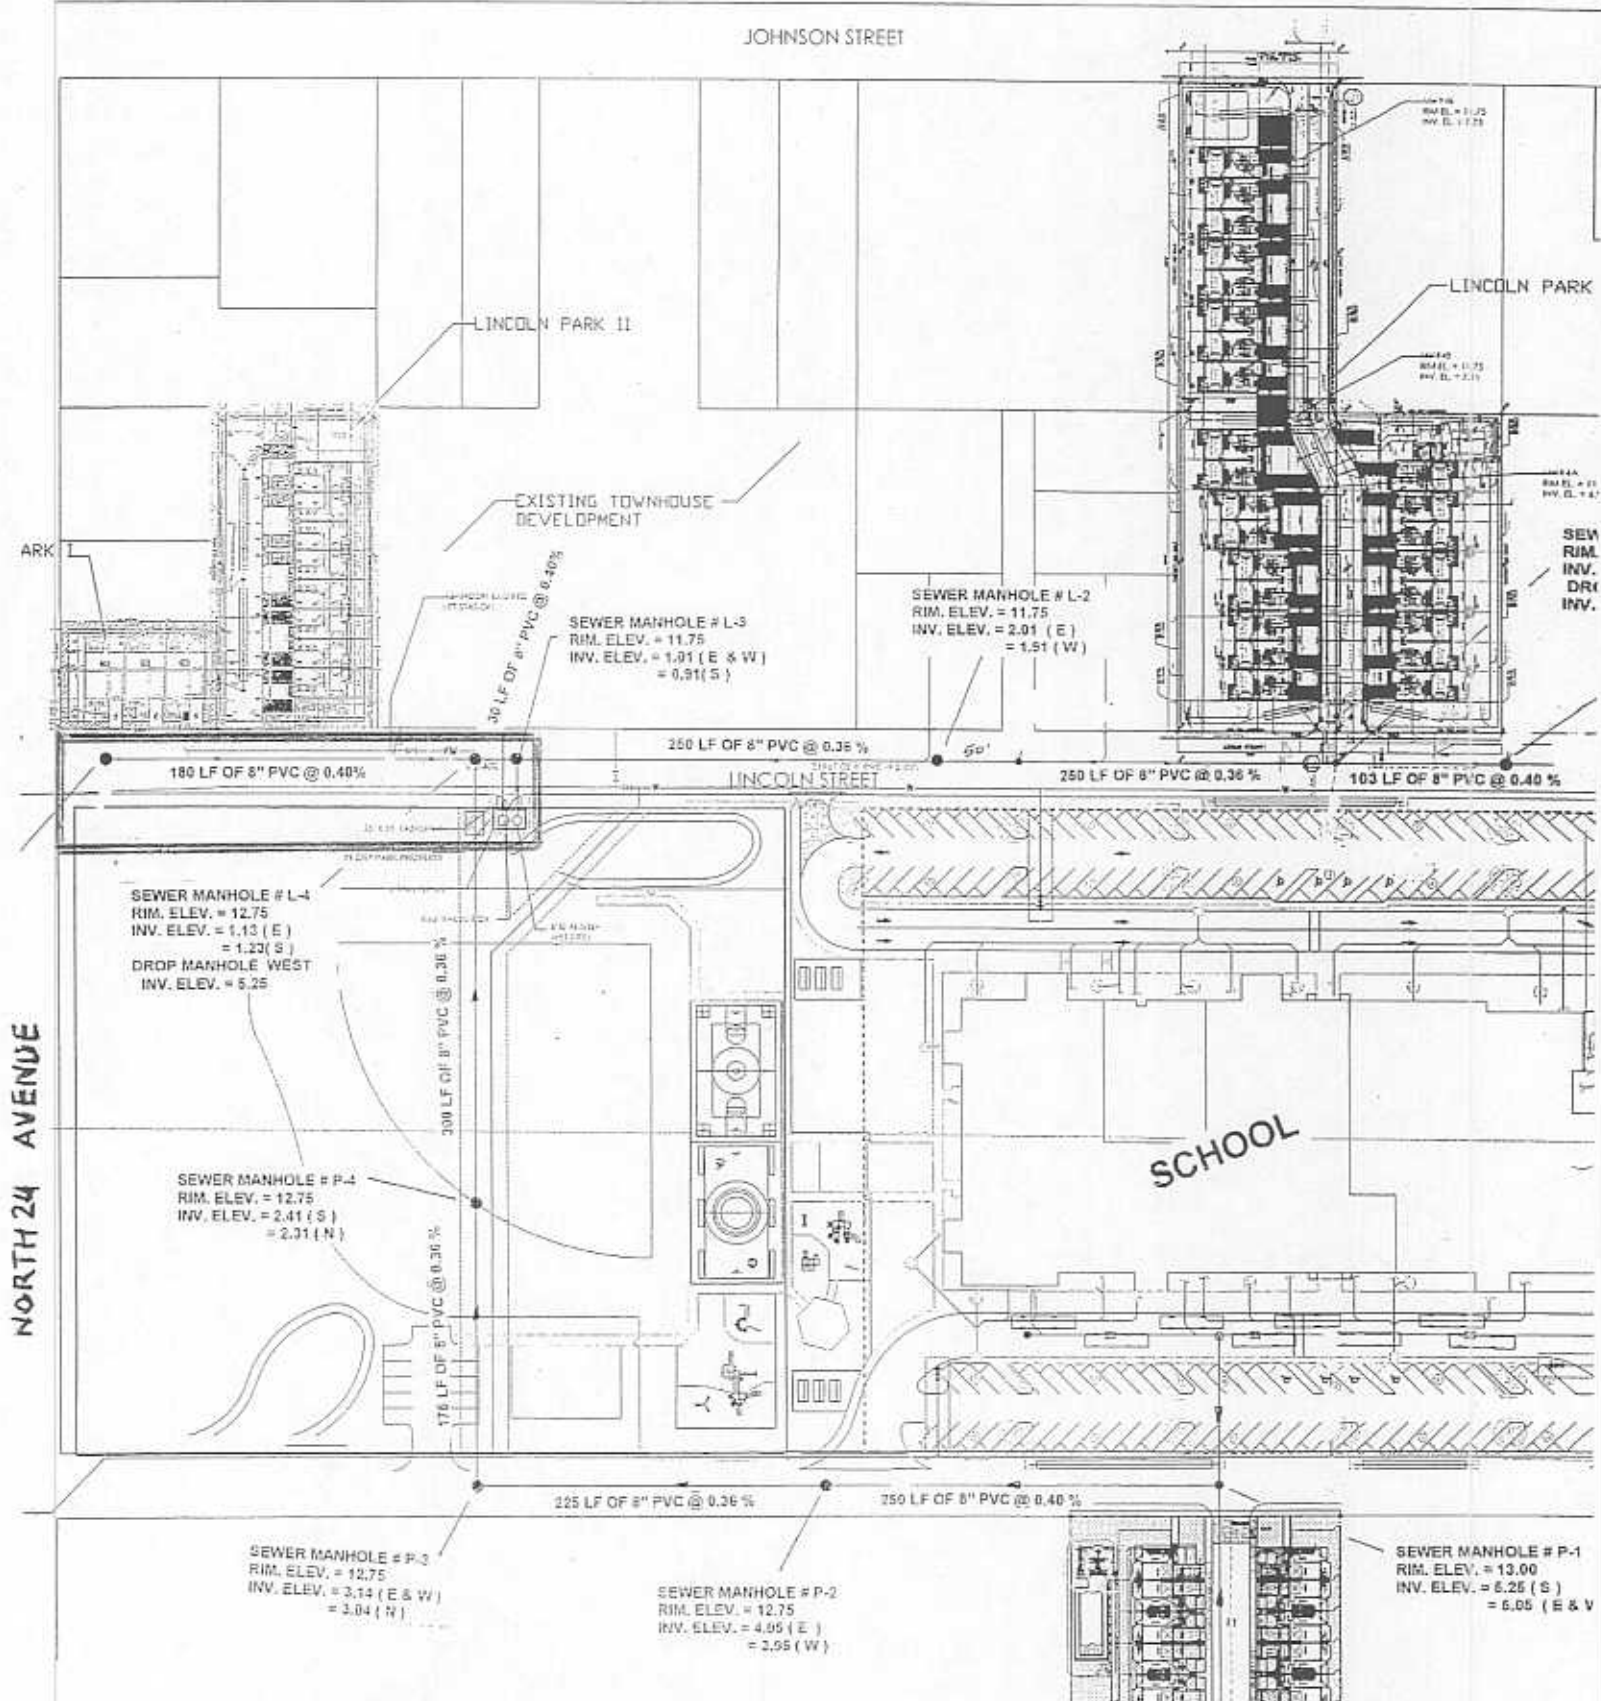 JOHNSON STREET
LINCOLN PARK
LINCOLN PARK II
EXISTING TOWNHOUSE
DEVELOPMENT
ARK I
30 LF OF 8" PVC @ 0.40%
SEWER MANHOLE # L-3
RIM. ELEV. = 11.75
INV. ELEV. = 1.01 ( E & W )
= 0.91( S )
SEWER MANHOLE # L-2
RIM. ELEV. = 11.75
INV. ELEV. = 2.01 ( E )
= 1.91 ( W )
SEW
RIM.
INV.
DR
INV.
180 LF OF 8" PVC @ 0.40%
250 LF OF 8" PVC @ 0.36 %
60'
LINCOLN STREET
250 LF OF 8" PVC @ 0.36 %
103 LF OF 8" PVC @ 0.40 %
SEWER MANHOLE # L-4
RIM. ELEV. = 12.75
INV. ELEV. = 1.13 ( E )
= 1.23( S )
DROP MANHOLE WEST
INV. ELEV. = 5.25
300 LF OF 8" PVC @ 0.36 %
NORTH 24 AVENUE
SCHOOL
SEWER MANHOLE # P-4
RIM. ELEV. = 12.75
INV. ELEV. = 2.41 ( S )
= 2.31 ( N )
175 LF OF 8" PVC @ 0.36 %
225 LF OF 8" PVC @ 0.36 %
250 LF OF 8" PVC @ 0.40 %
SEWER MANHOLE # P-3
RIM. ELEV. = 12.75
INV. ELEV. = 3.14 ( E & W )
= 3.04 ( N )
SEWER MANHOLE # P-2
RIM. ELEV. = 12.75
INV. ELEV. = 4.05 ( E )
= 3.95 ( W )
SEWER MANHOLE # P-1
RIM. ELEV. = 13.00
INV. ELEV. = 5.25 ( S )
= 5.05 ( E &